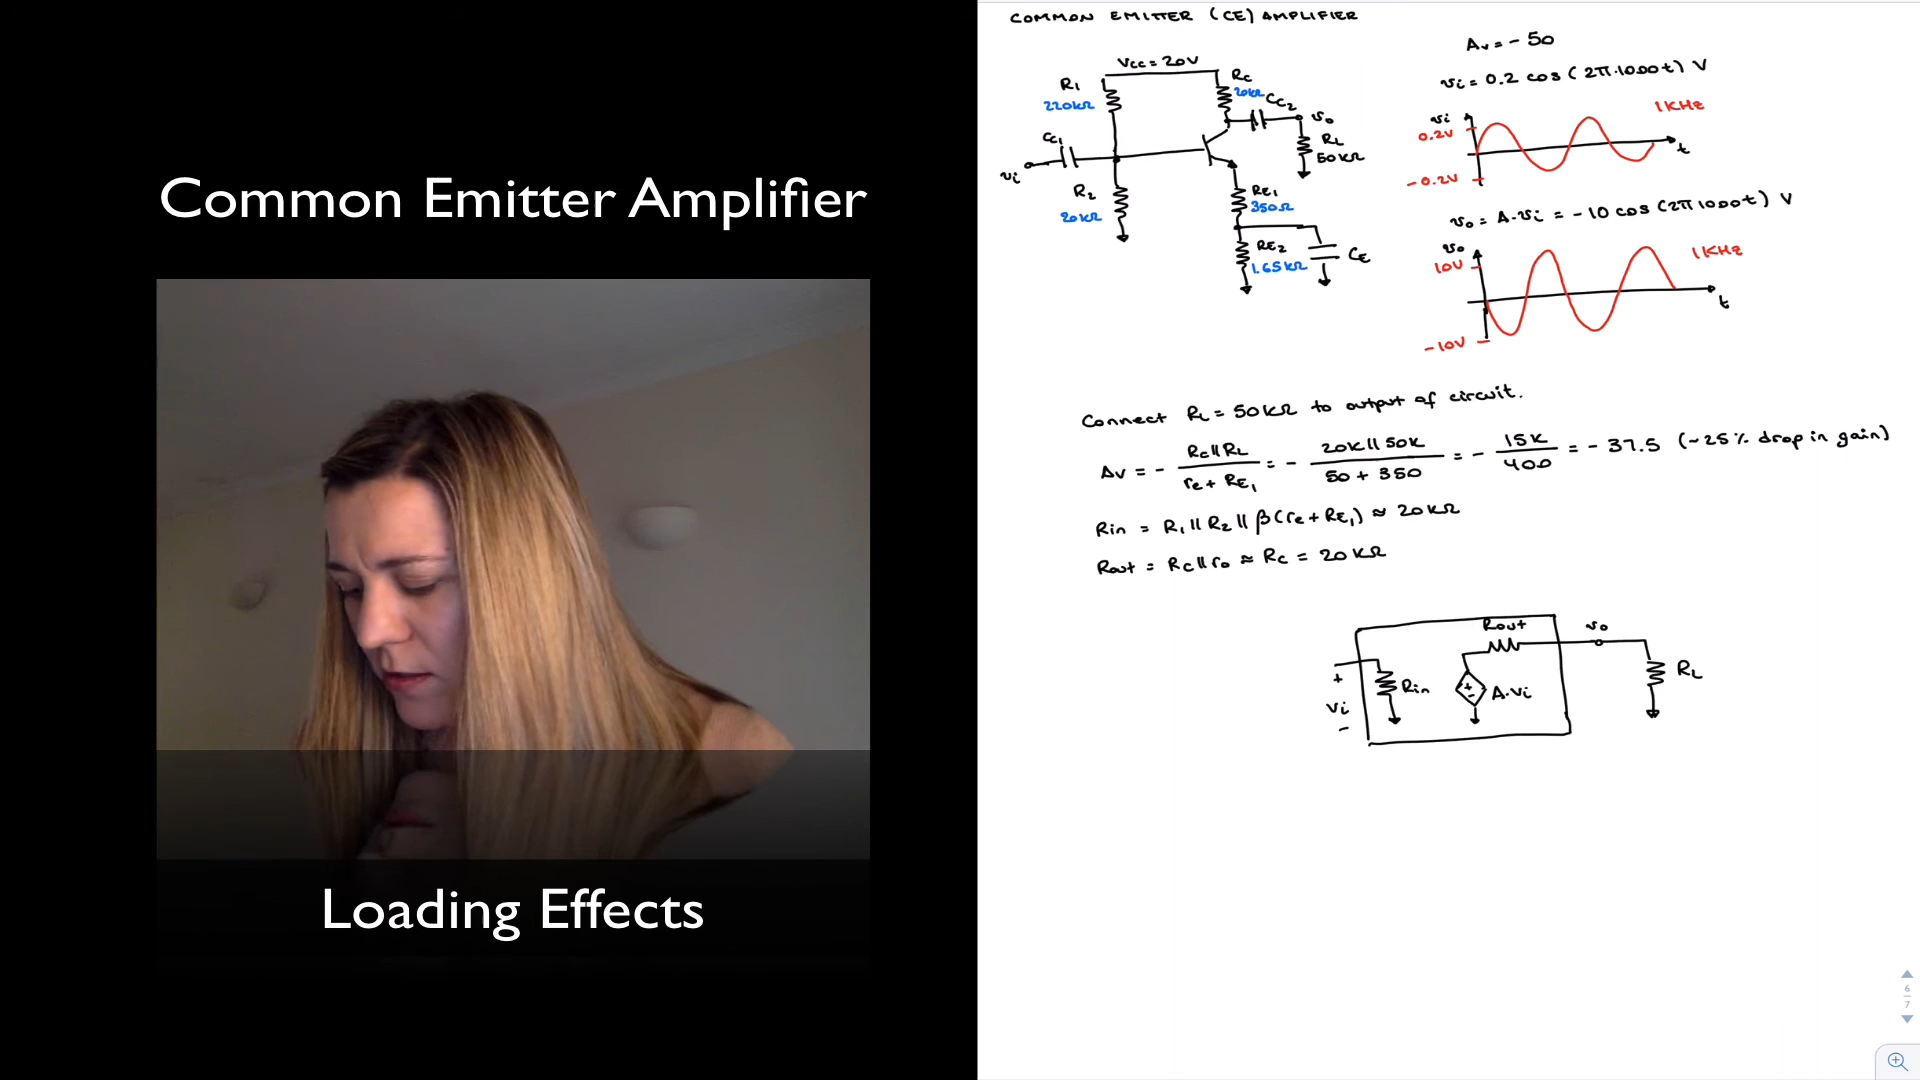 Common Emitter Amplifier
Loading Effects
COMMON EMITTER (CE) AMPLIFIER
Vcc = 20V
R1
220kΩ
Rc
20kΩ
Cc2
vo
RL
50kΩ
Cc1
vi
R2
20kΩ
RE1
350Ω
RE2
1.65kΩ
CE
Av = - 50
vi = 0.2 cos (2π.1000t) V
vi
0.2V
-0.2V
1KHz
t
vo = A.vi = -10 cos (2π1000t) V
vo
10V
-10V
1KHz
t
Connect RL = 50kΩ to output of circuit.
Av = - Rc||RL / re + RE1 = - 20k||50k / 50 + 350 = - 15k / 400 = - 37.5 (~25% drop in gain)
Rin = R1||R2||β(re+RE1) ≈ 20kΩ
Rout = Rc||ro ≈ Rc = 20kΩ
Rout
vo
+
Vi
-
Rin
+
-
A.Vi
RL
6
7